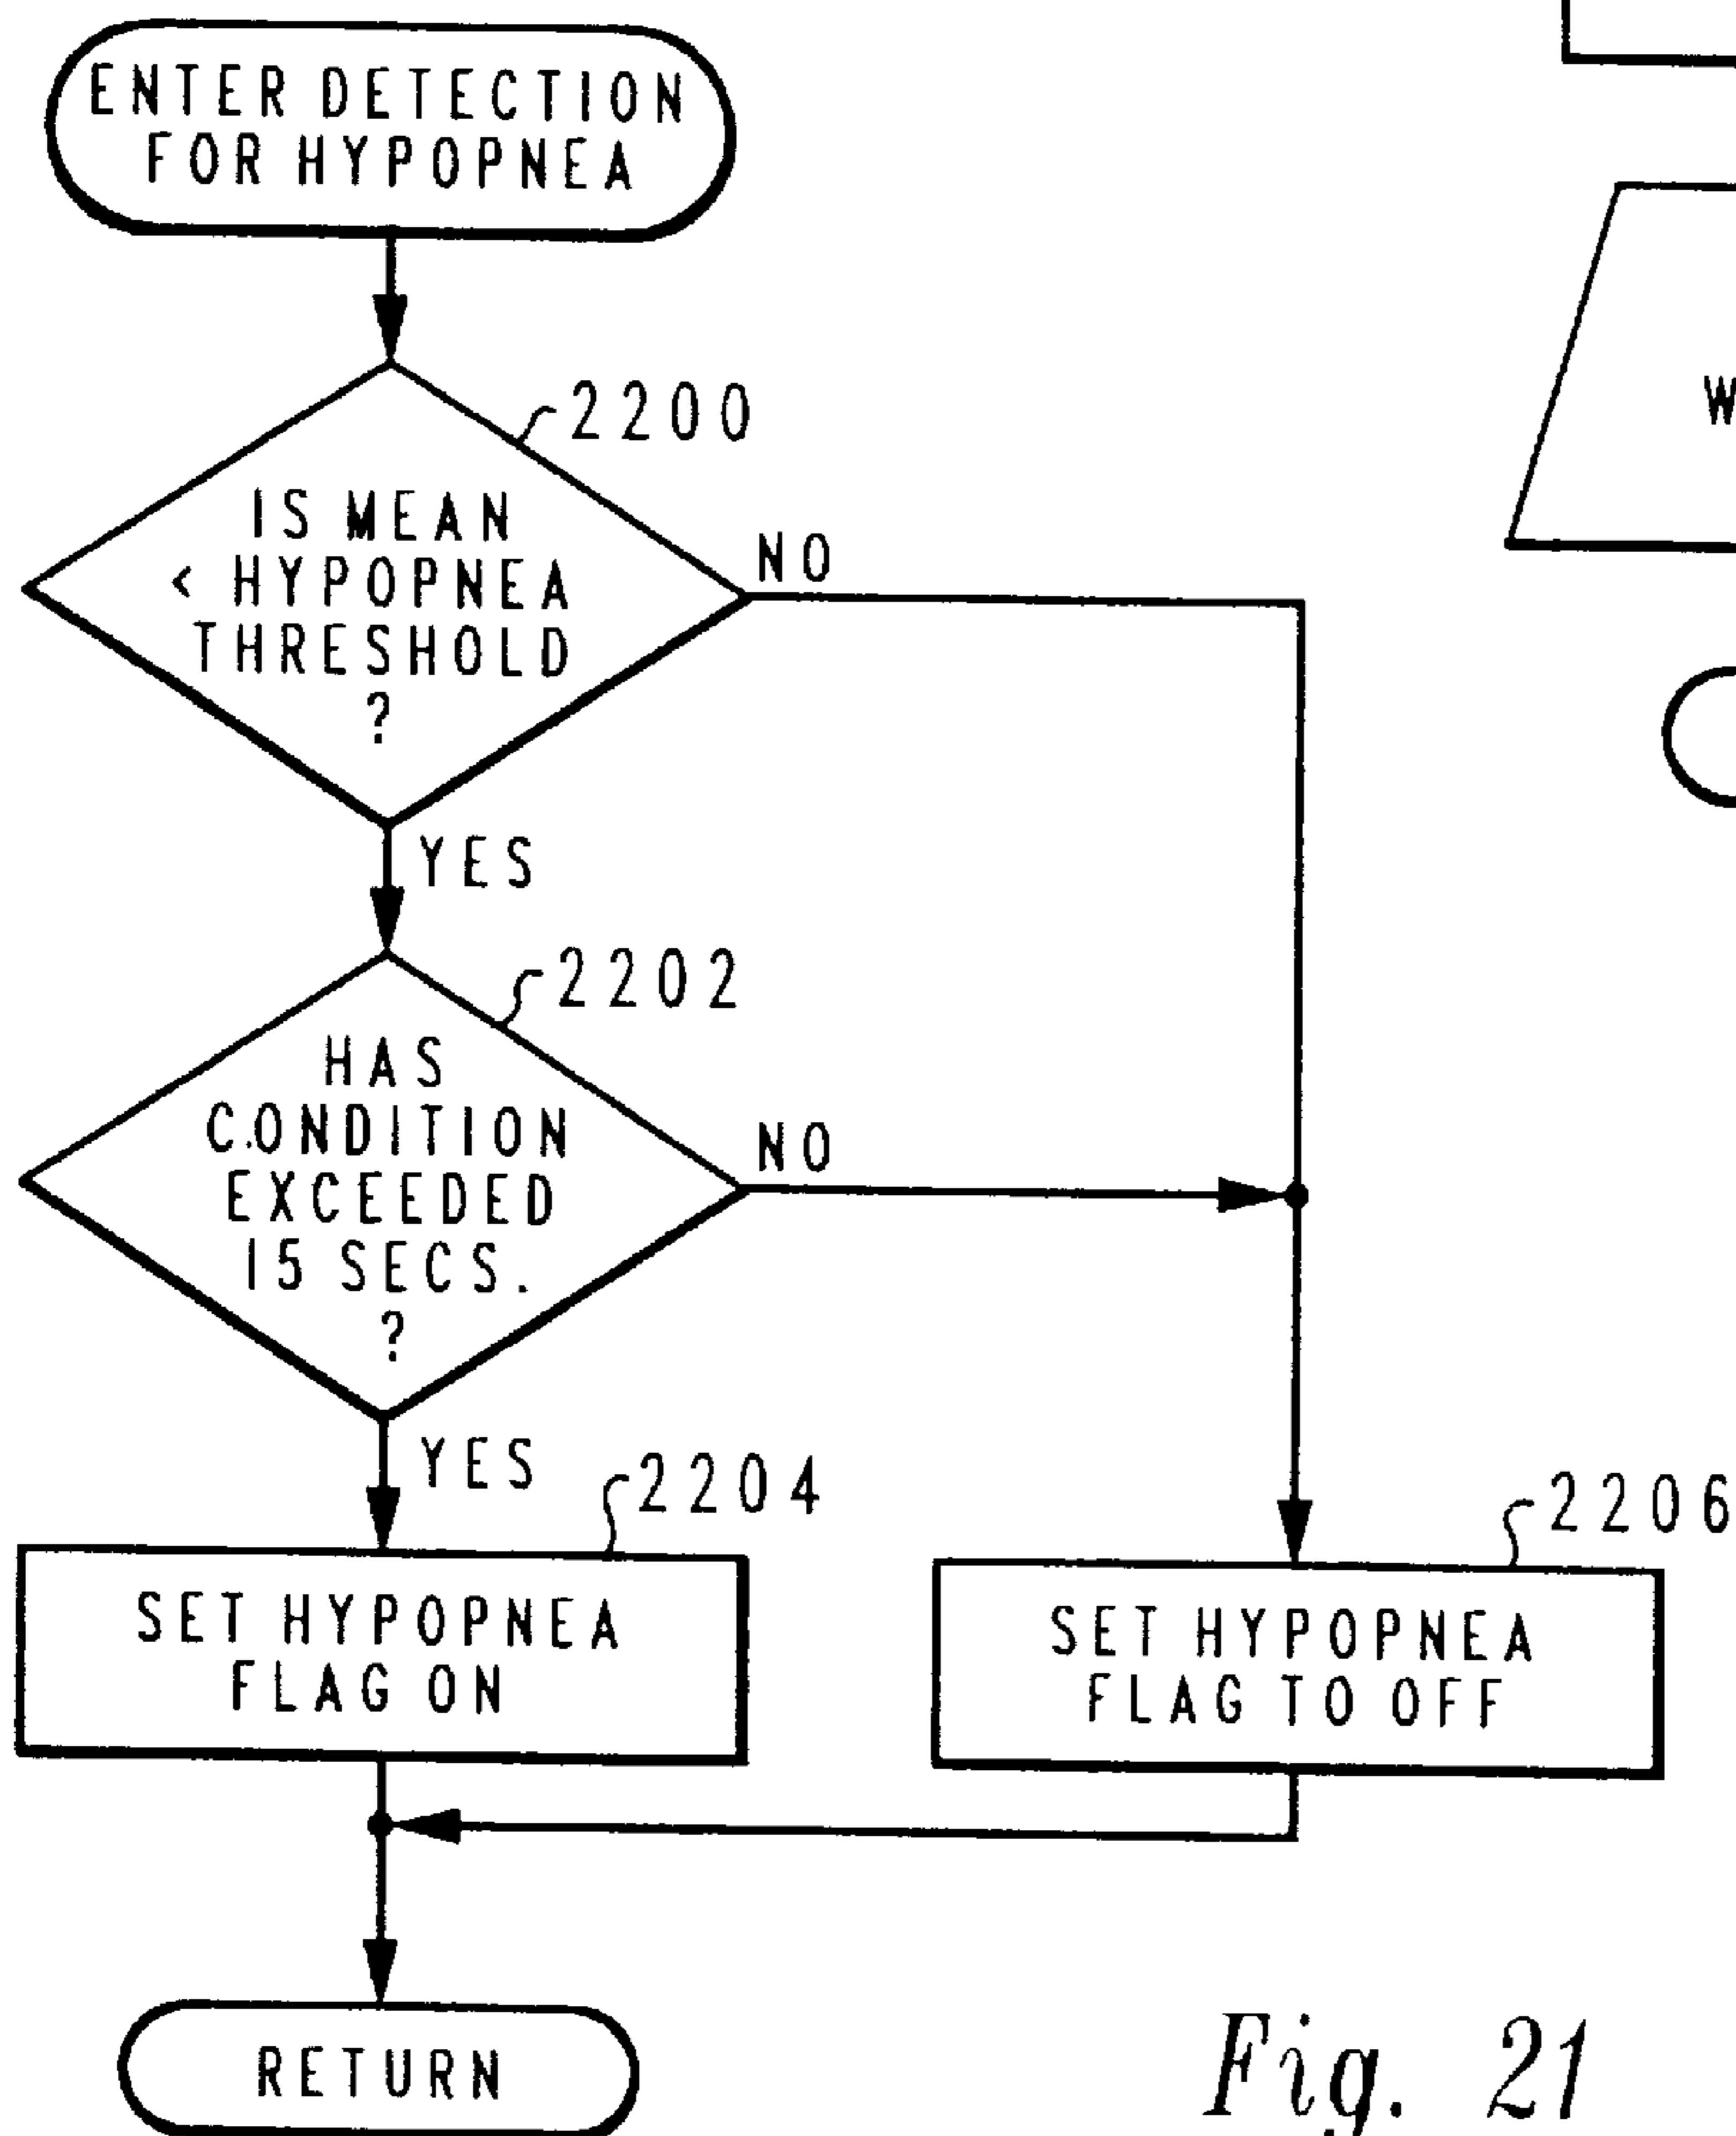 ENTER DETECTION
FOR HYPOPNEA
2200
IS MEAN
< HYPOPNEA
THRESHOLD
?
NO
YES
2202
HAS
C.ONDITION
EXCEEDED
15 SECS.
?
NO
YES
2204
2206
SET HYPOPNEA
FLAG ON
SET HYPOPNEA
FLAG TO OFF
RETURN
Fig. 21